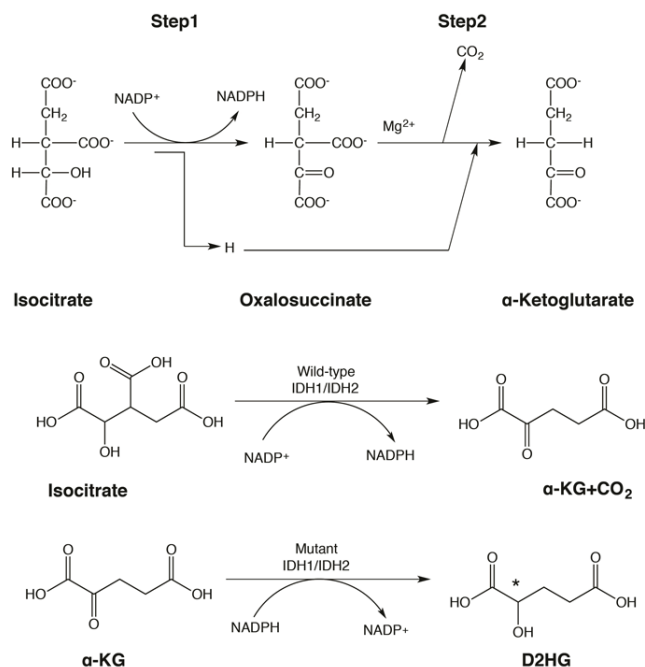 Step1 Step2
CO2
COO- COO- COO-
NADP+ NADPH
CH2 CH2 Mg2+ CH2
H C COO- H C COO- H C H
H C OH C=O C=O
COO- COO- COO-
H
Isocitrate Oxalosuccinate α-Ketoglutarate
O OH
O O Wild-type O O
IDH1/IDH2
HO OH HO OH
OH NADP+ NADPH O
Isocitrate α-KG+CO2
O O Mutant O * O
IDH1/IDH2
HO OH HO OH
O NADPH NADP+ OH
α-KG D2HG